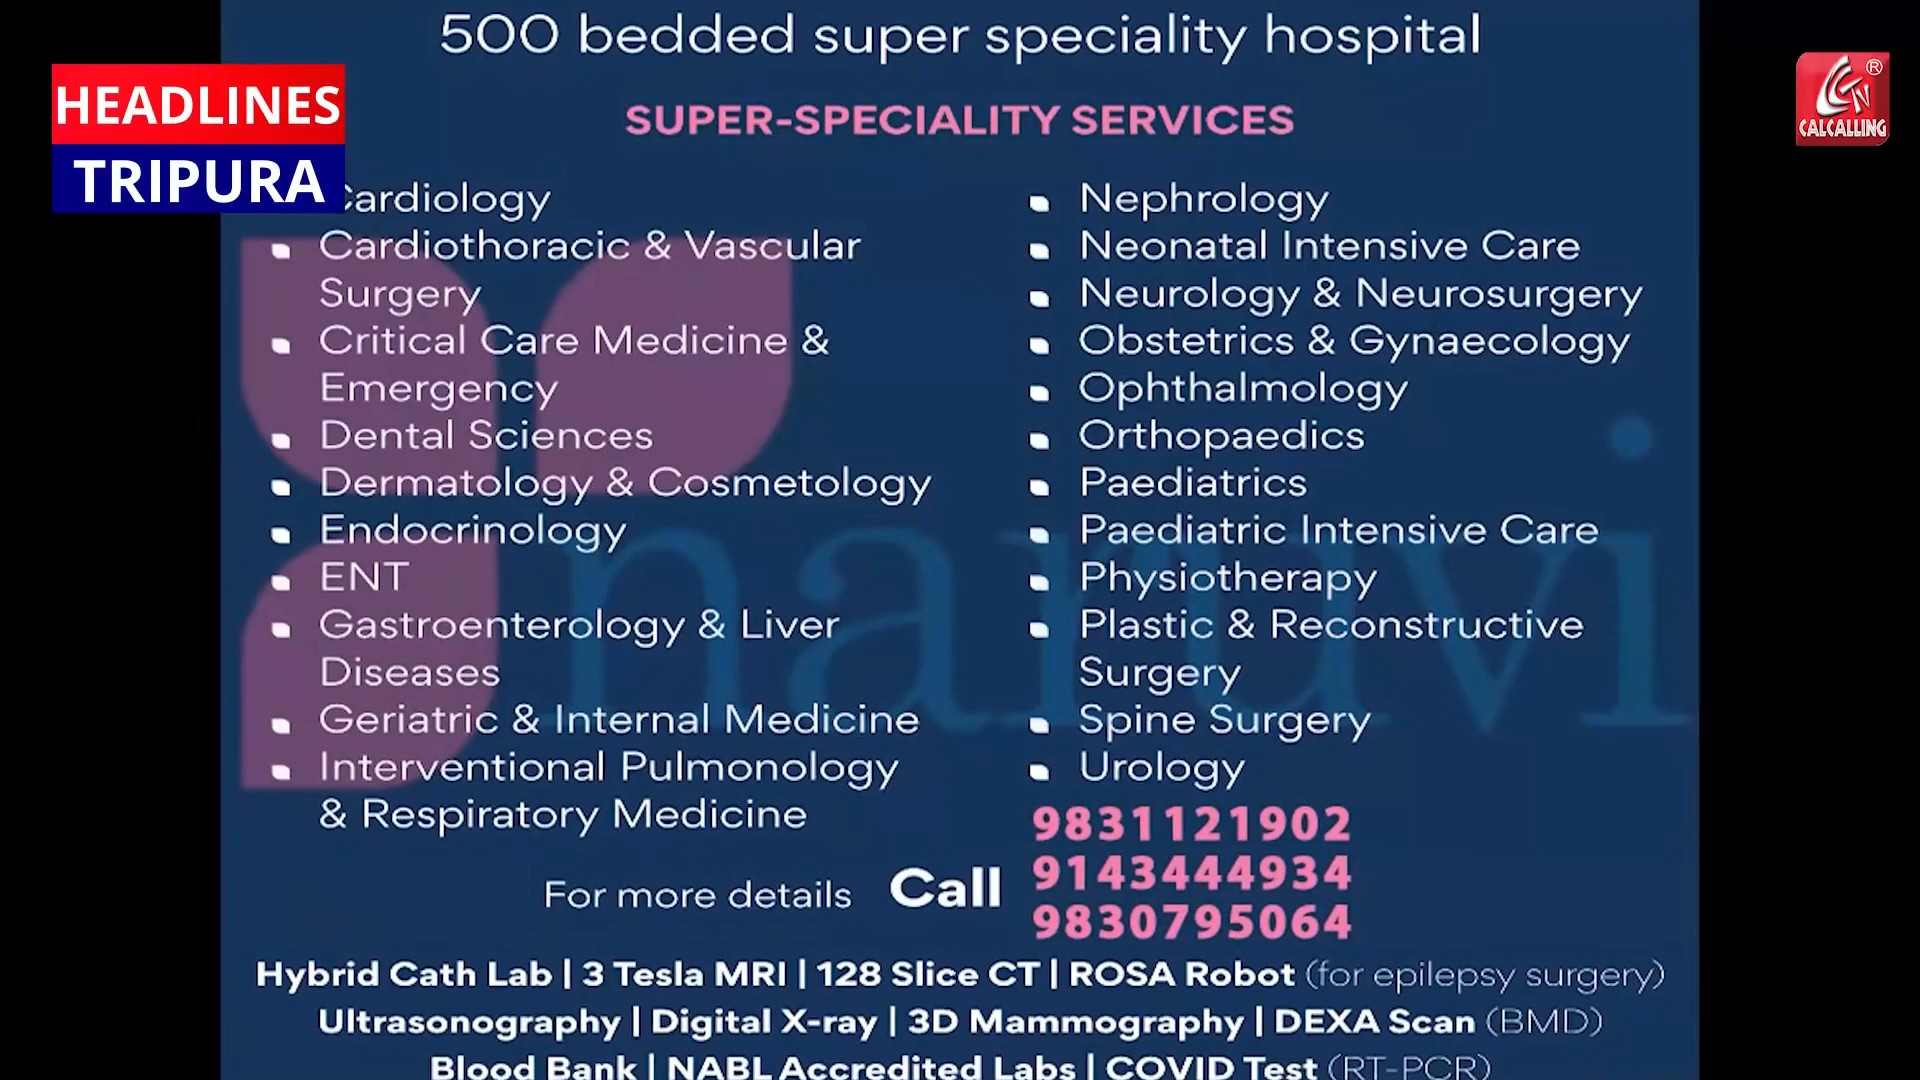 500 bedded super speciality hospital
HEADLINES
TRIPURA
CALCALLING
®
SUPER-SPECIALITY SERVICES
Cardiology
Cardiothoracic & Vascular
Surgery
Critical Care Medicine &
Emergency
Dental Sciences
Dermatology & Cosmetology
Endocrinology
ENT
Gastroenterology & Liver
Diseases
Geriatric & Internal Medicine
Interventional Pulmonology
& Respiratory Medicine
Nephrology
Neonatal Intensive Care
Neurology & Neurosurgery
Obstetrics & Gynaecology
Ophthalmology
Orthopaedics
Paediatrics
Paediatric Intensive Care
Physiotherapy
Plastic & Reconstructive
Surgery
Spine Surgery
Urology
naruvi
For more details Call
9831121902
9143444934
9830795064
Hybrid Cath Lab | 3 Tesla MRI | 128 Slice CT | ROSA Robot (for epilepsy surgery)
Ultrasonography | Digital X-ray | 3D Mammography | DEXA Scan (BMD)
Blood Bank | NABL Accredited Labs | COVID Test (RT-PCR)